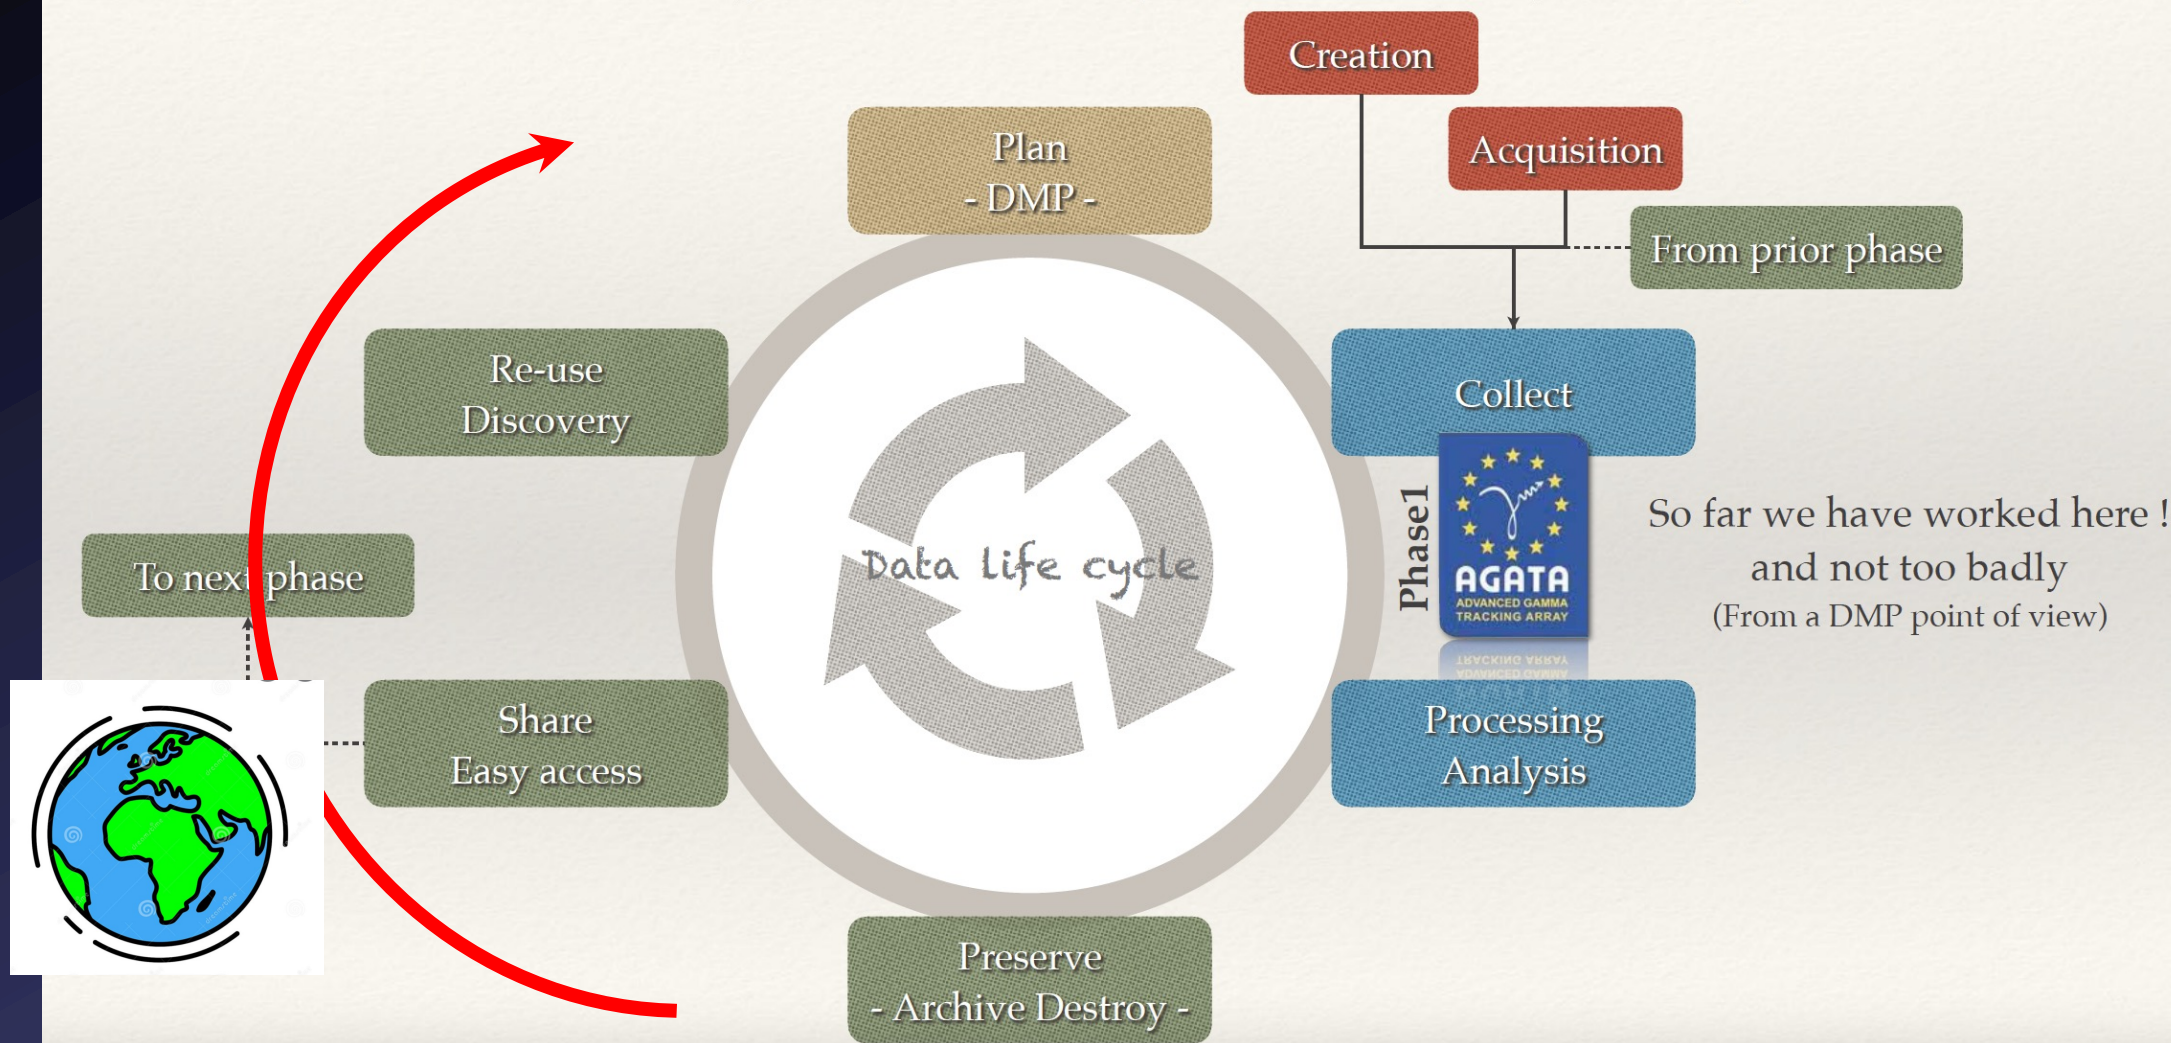 Creation
Acquisition
From prior phase
Plan
- DMP -
Re-use
Discovery
Collect
Phase1
AGATA
ADVANCED GAMMA
TRACKING ARRAY
So far we have worked here !
and not too badly
(From a DMP point of view)
Data life cycle
To next phase
Share
Easy access
Processing
Analysis
Preserve
- Archive Destroy -